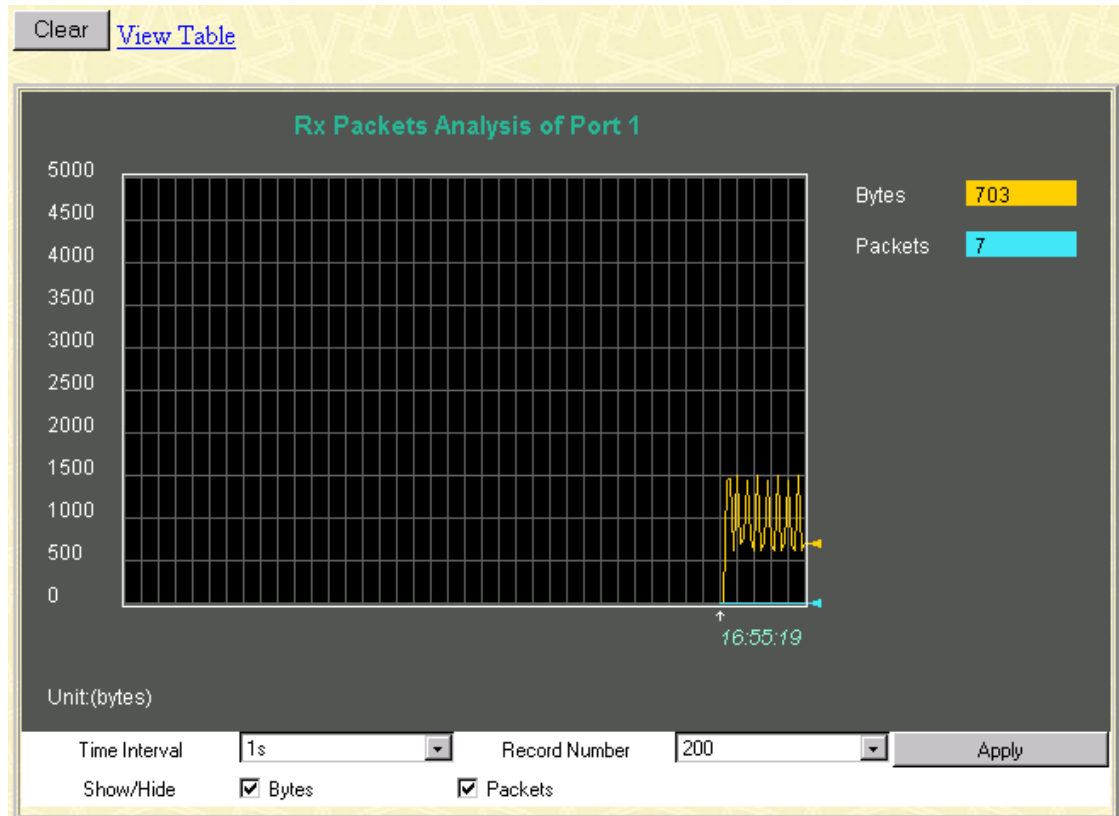 Clear View Table
Rx Packets Analysis of Port 1
5000
4500
4000
3500
3000
2500
2000
1500
1000
500
0
Bytes 703
Packets 7
16:55:19
Unit:(bytes)
Time Interval 1s Record Number 200 Apply
Show/Hide Bytes Packets